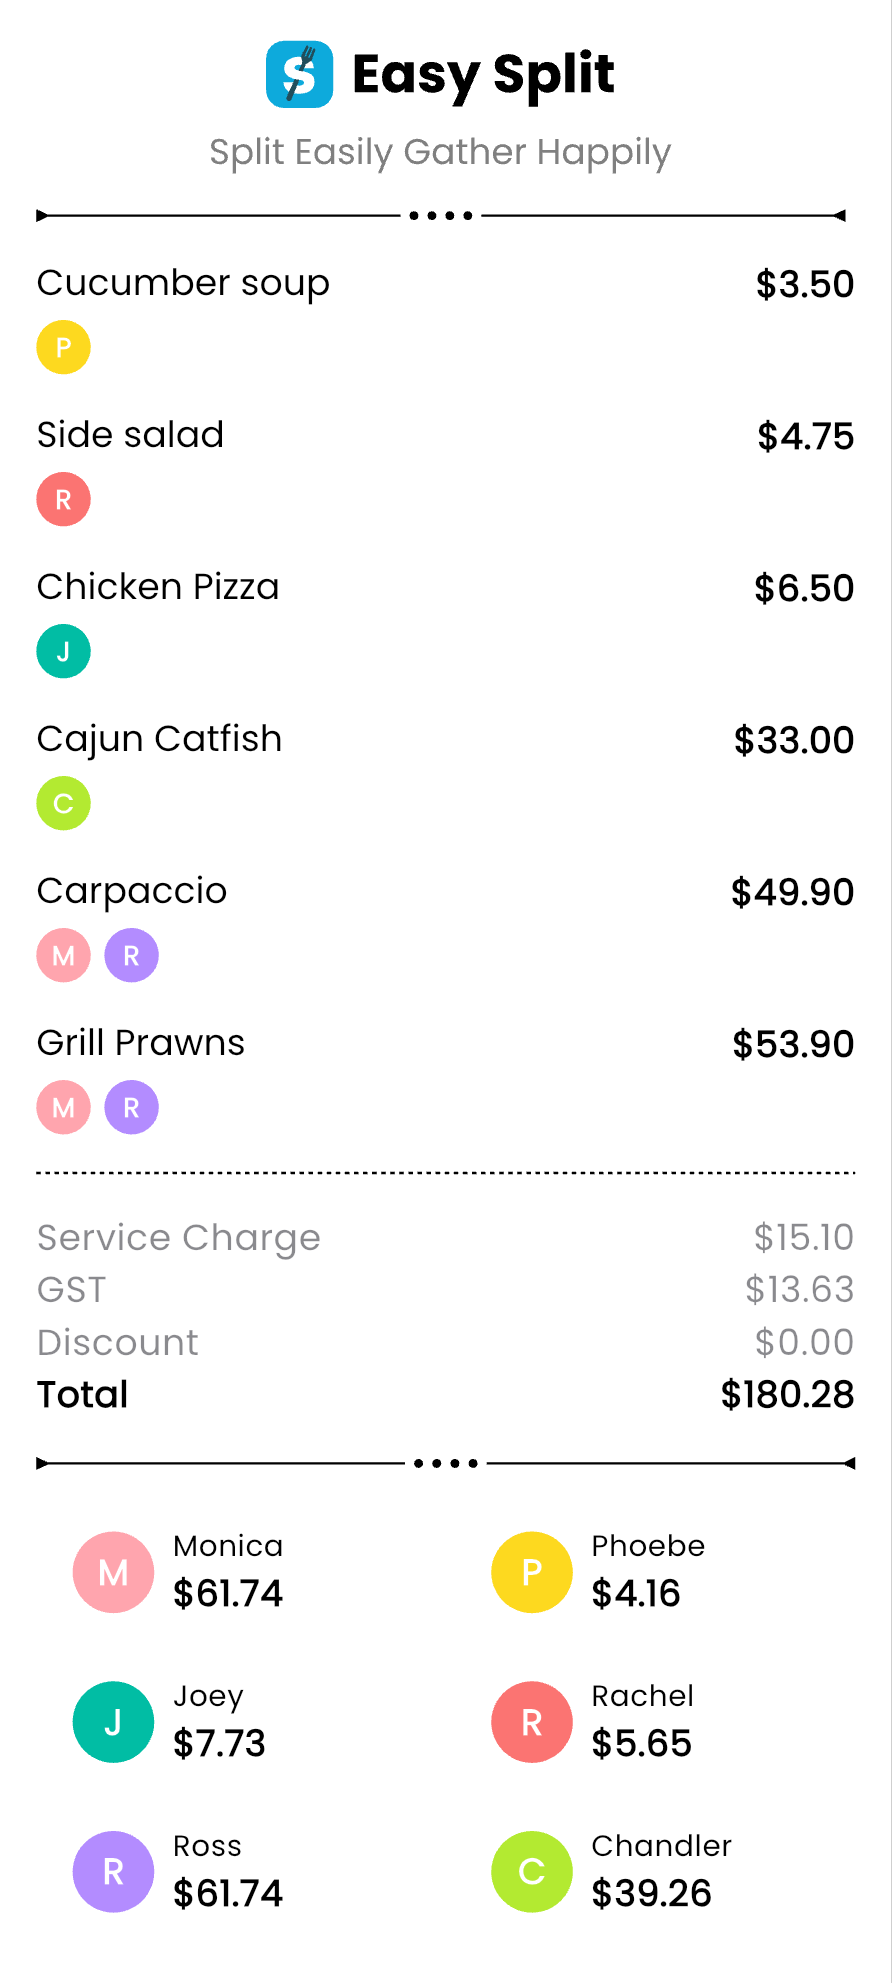 S Easy Split
Split Easily Gather Happily
Cucumber soup $3.50
P
Side salad $4.75
R
Chicken Pizza $6.50
J
Cajun Catfish $33.00
C
Carpaccio $49.90
M R
Grill Prawns $53.90
M R
Service Charge $15.10
GST $13.63
Discount $0.00
Total $180.28
M Monica $61.74
P Phoebe $4.16
J Joey $7.73
R Rachel $5.65
R Ross $61.74
C Chandler $39.26